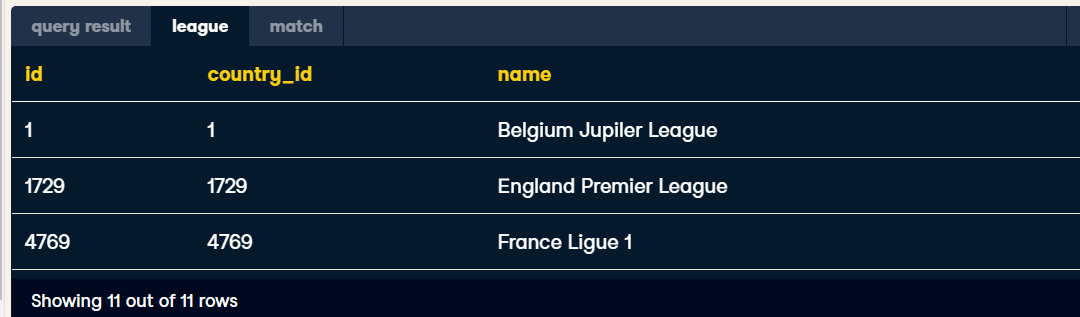 query result league match
id country_id name
1 1 Belgium Jupiler League
1729 1729 England Premier League
4769 4769 France Ligue 1
Showing 11 out of 11 rows